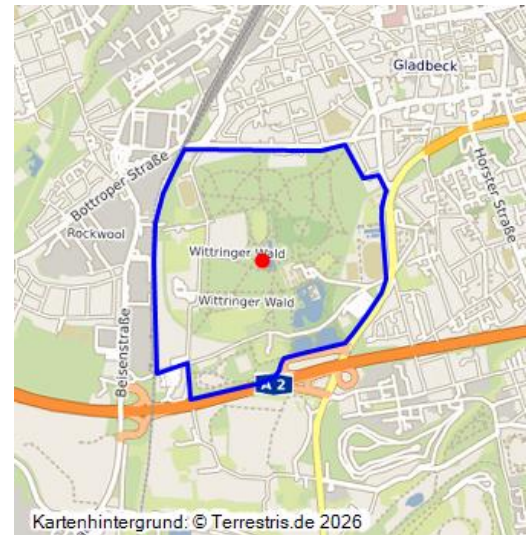 Gladbeck
Bottroper Straße
Horster Straße
Rockwool
Wittringer Wald
Wittringer Wald
Beisenstraße
A 2
Kartenhintergrund: © Terrestris.de 2026